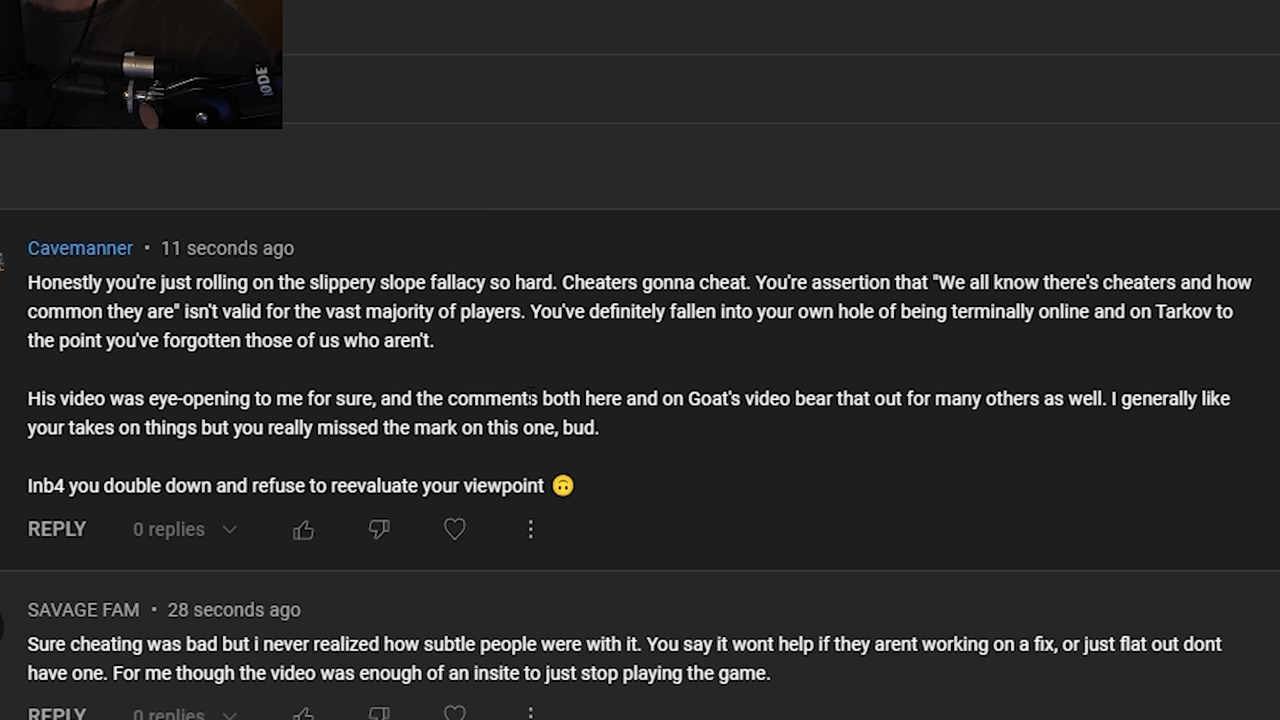 RODE
Cavemanner • 11 seconds ago
Honestly you're just rolling on the slippery slope fallacy so hard. Cheaters gonna cheat. You're assertion that "We all know there's cheaters and how
common they are" isn't valid for the vast majority of players. You've definitely fallen into your own hole of being terminally online and on Tarkov to
the point you've forgotten those of us who aren't.
His video was eye-opening to me for sure, and the comments both here and on Goat's video bear that out for many others as well. I generally like
your takes on things but you really missed the mark on this one, bud.
Inb4 you double down and refuse to reevaluate your viewpoint 🙃
REPLY 0 replies
SAVAGE FAM • 28 seconds ago
Sure cheating was bad but i never realized how subtle people were with it. You say it wont help if they arent working on a fix, or just flat out dont
have one. For me though the video was enough of an insite to just stop playing the game.
REPLY 0 replies